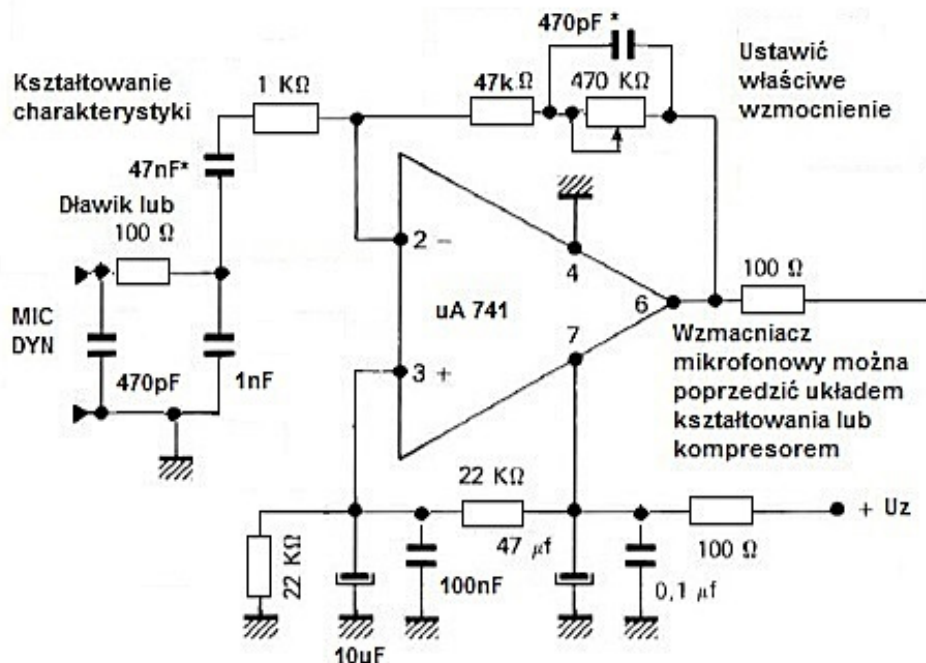 470pF *
Ustawić
właściwe
wzmocnienie
Kształtowanie
charakterystyki
1 KΩ
47k Ω
470 KΩ
47nF*
Dławik lub
100 Ω
MIC
DYN
470pF
1nF
2 −
3 +
uA 741
4
7
6
100 Ω
Wzmacniacz
mikrofonowy można
poprzedzić układem
kształtowania lub
kompresorem
22 KΩ
22 KΩ
47 μf
100nF
10uF
0,1 μf
100 Ω
+ Uz